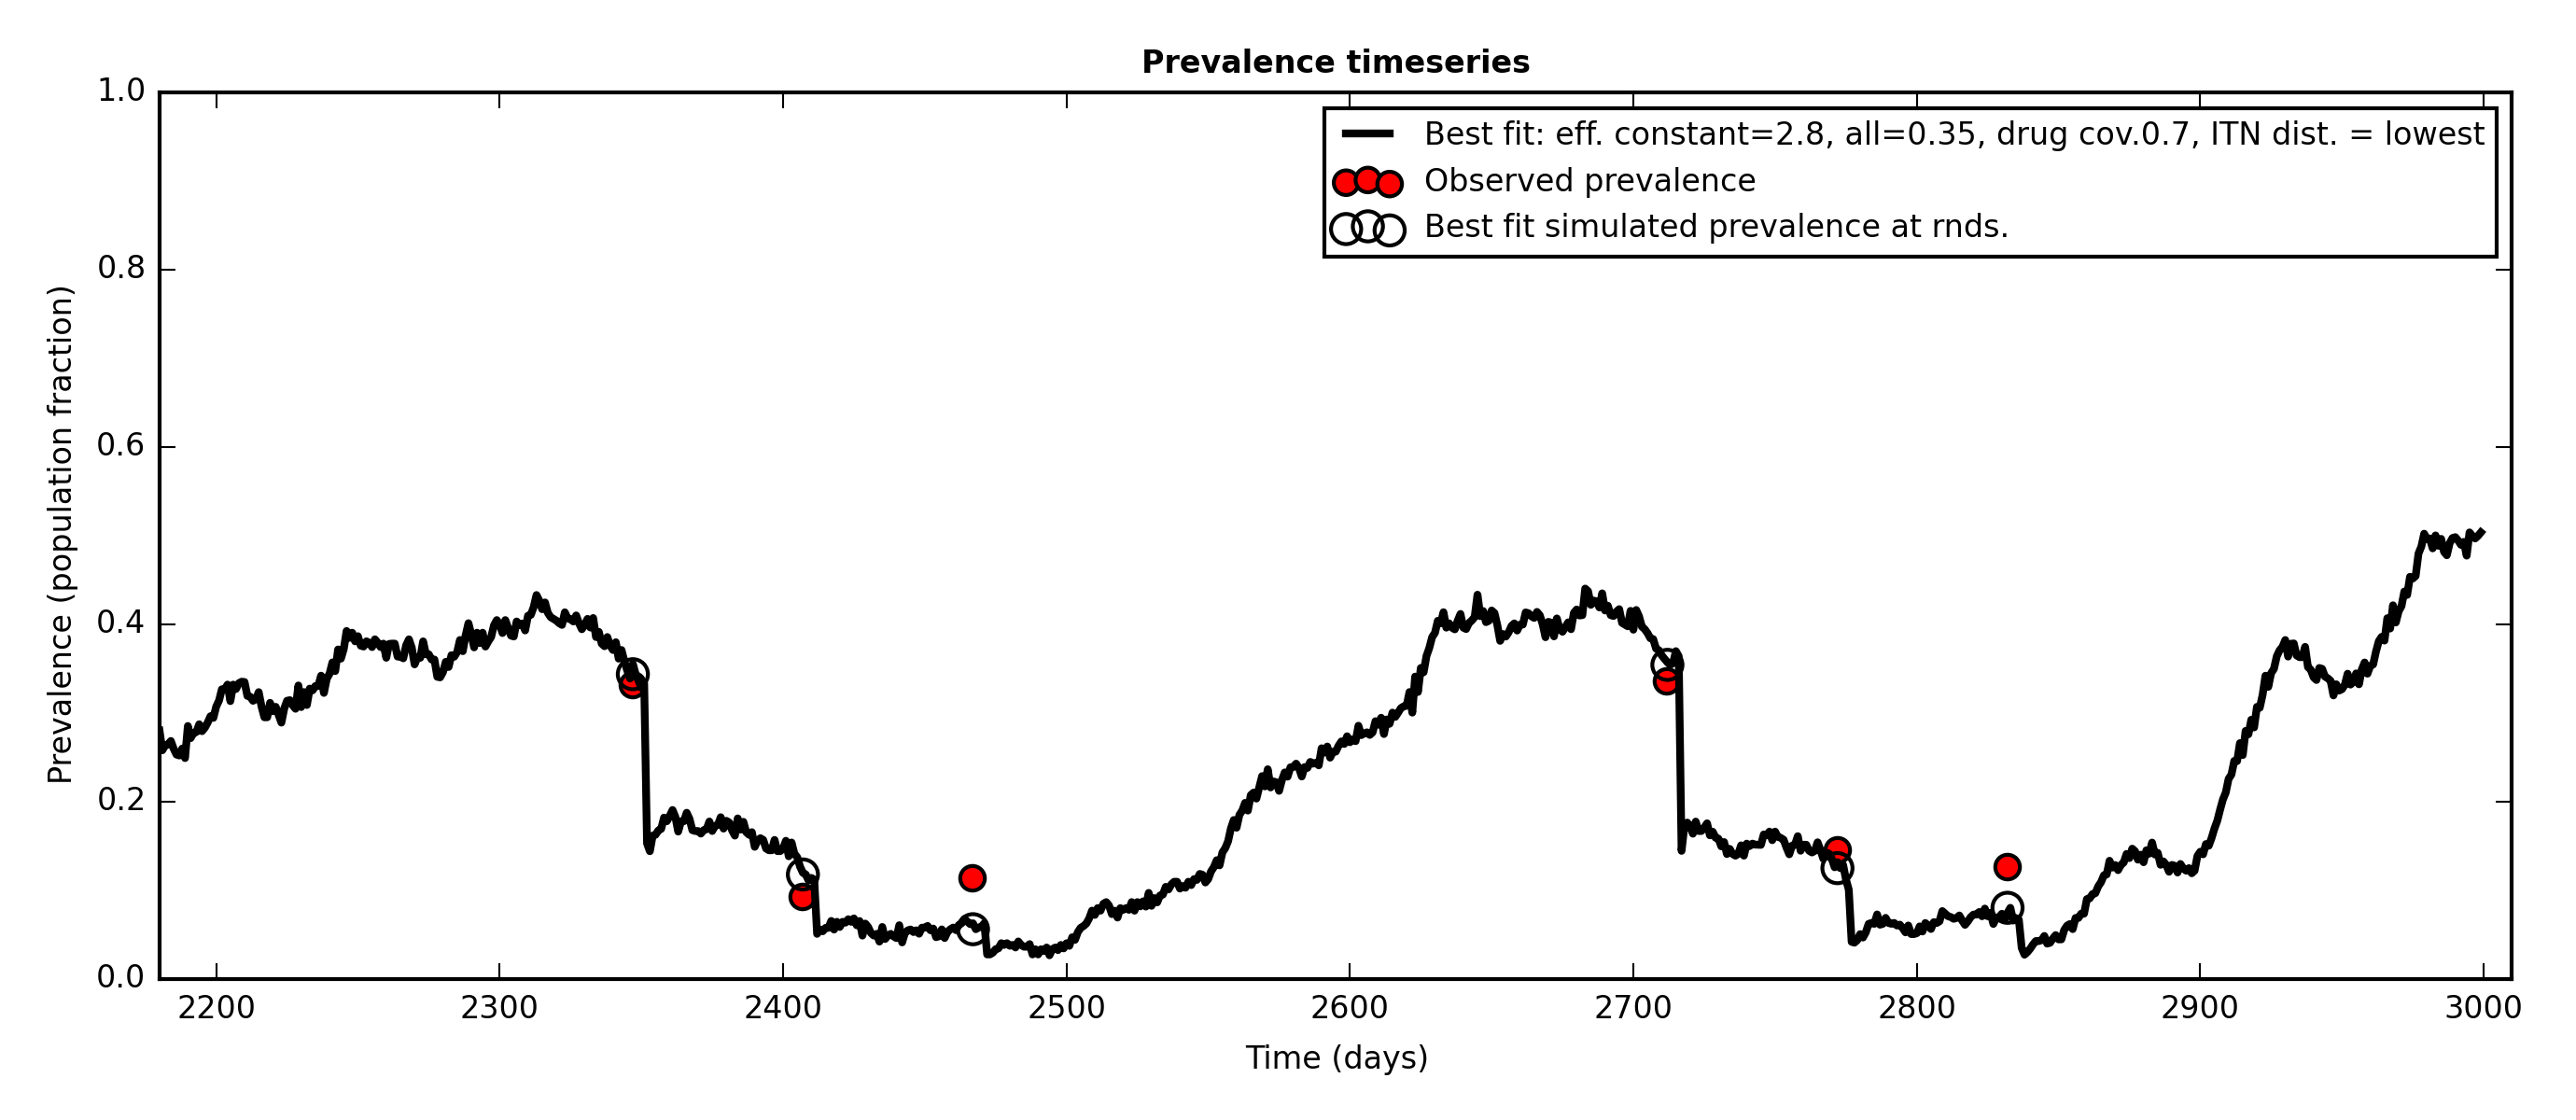 Prevalence timeseries
1.0
0.8
0.6
0.4
0.2
0.0
Prevalence (population fraction)
Best fit: eff. constant=2.8, all=0.35, drug cov.0.7, ITN dist. = lowest
Observed prevalence
Best fit simulated prevalence at rnds.
2200 2300 2400 2500 2600 2700 2800 2900 3000
Time (days)